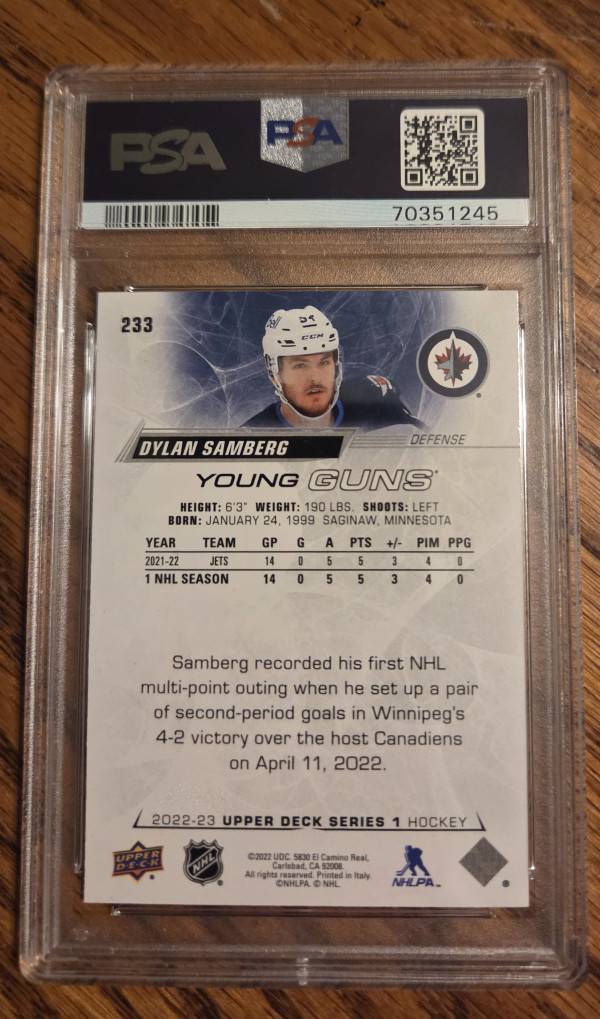 PSA
PSA
70351245
233
54
CCM
DYLAN SAMBERG
DEFENSE
YOUNG GUNS®
HEIGHT: 6'3" WEIGHT: 190 LBS. SHOOTS: LEFT
BORN: JANUARY 24, 1999 SAGINAW, MINNESOTA
YEAR TEAM GP G A PTS +/- PIM PPG
2021-22 JETS 14 0 5 5 3 4 0
1 NHL SEASON 14 0 5 5 3 4 0
Samberg recorded his first NHL
multi-point outing when he set up a pair
of second-period goals in Winnipeg's
4-2 victory over the host Canadiens
on April 11, 2022.
2022-23 UPPER DECK SERIES 1 HOCKEY
UPPER DECK
NHL
©2022 UDC. 5830 El Camino Real,
Carlsbad, CA 92008.
All rights reserved. Printed in Italy.
©NHLPA. © NHL.
NHLPA